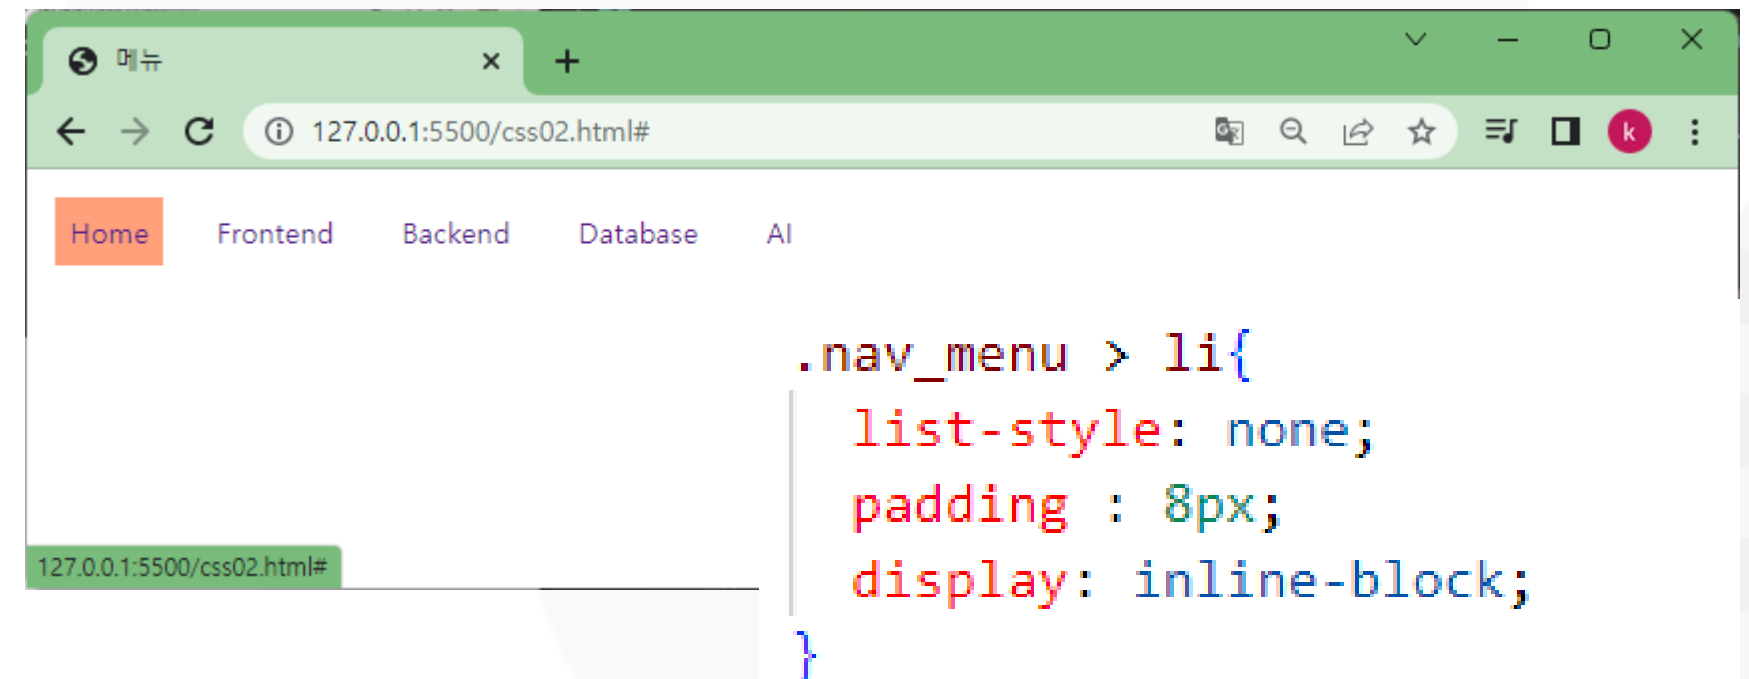 메뉴
127.0.0.1:5500/css02.html#
k
Home Frontend Backend Database AI
.nav_menu > li{
list-style: none;
padding : 8px;
display: inline-block;
}
127.0.0.1:5500/css02.html#